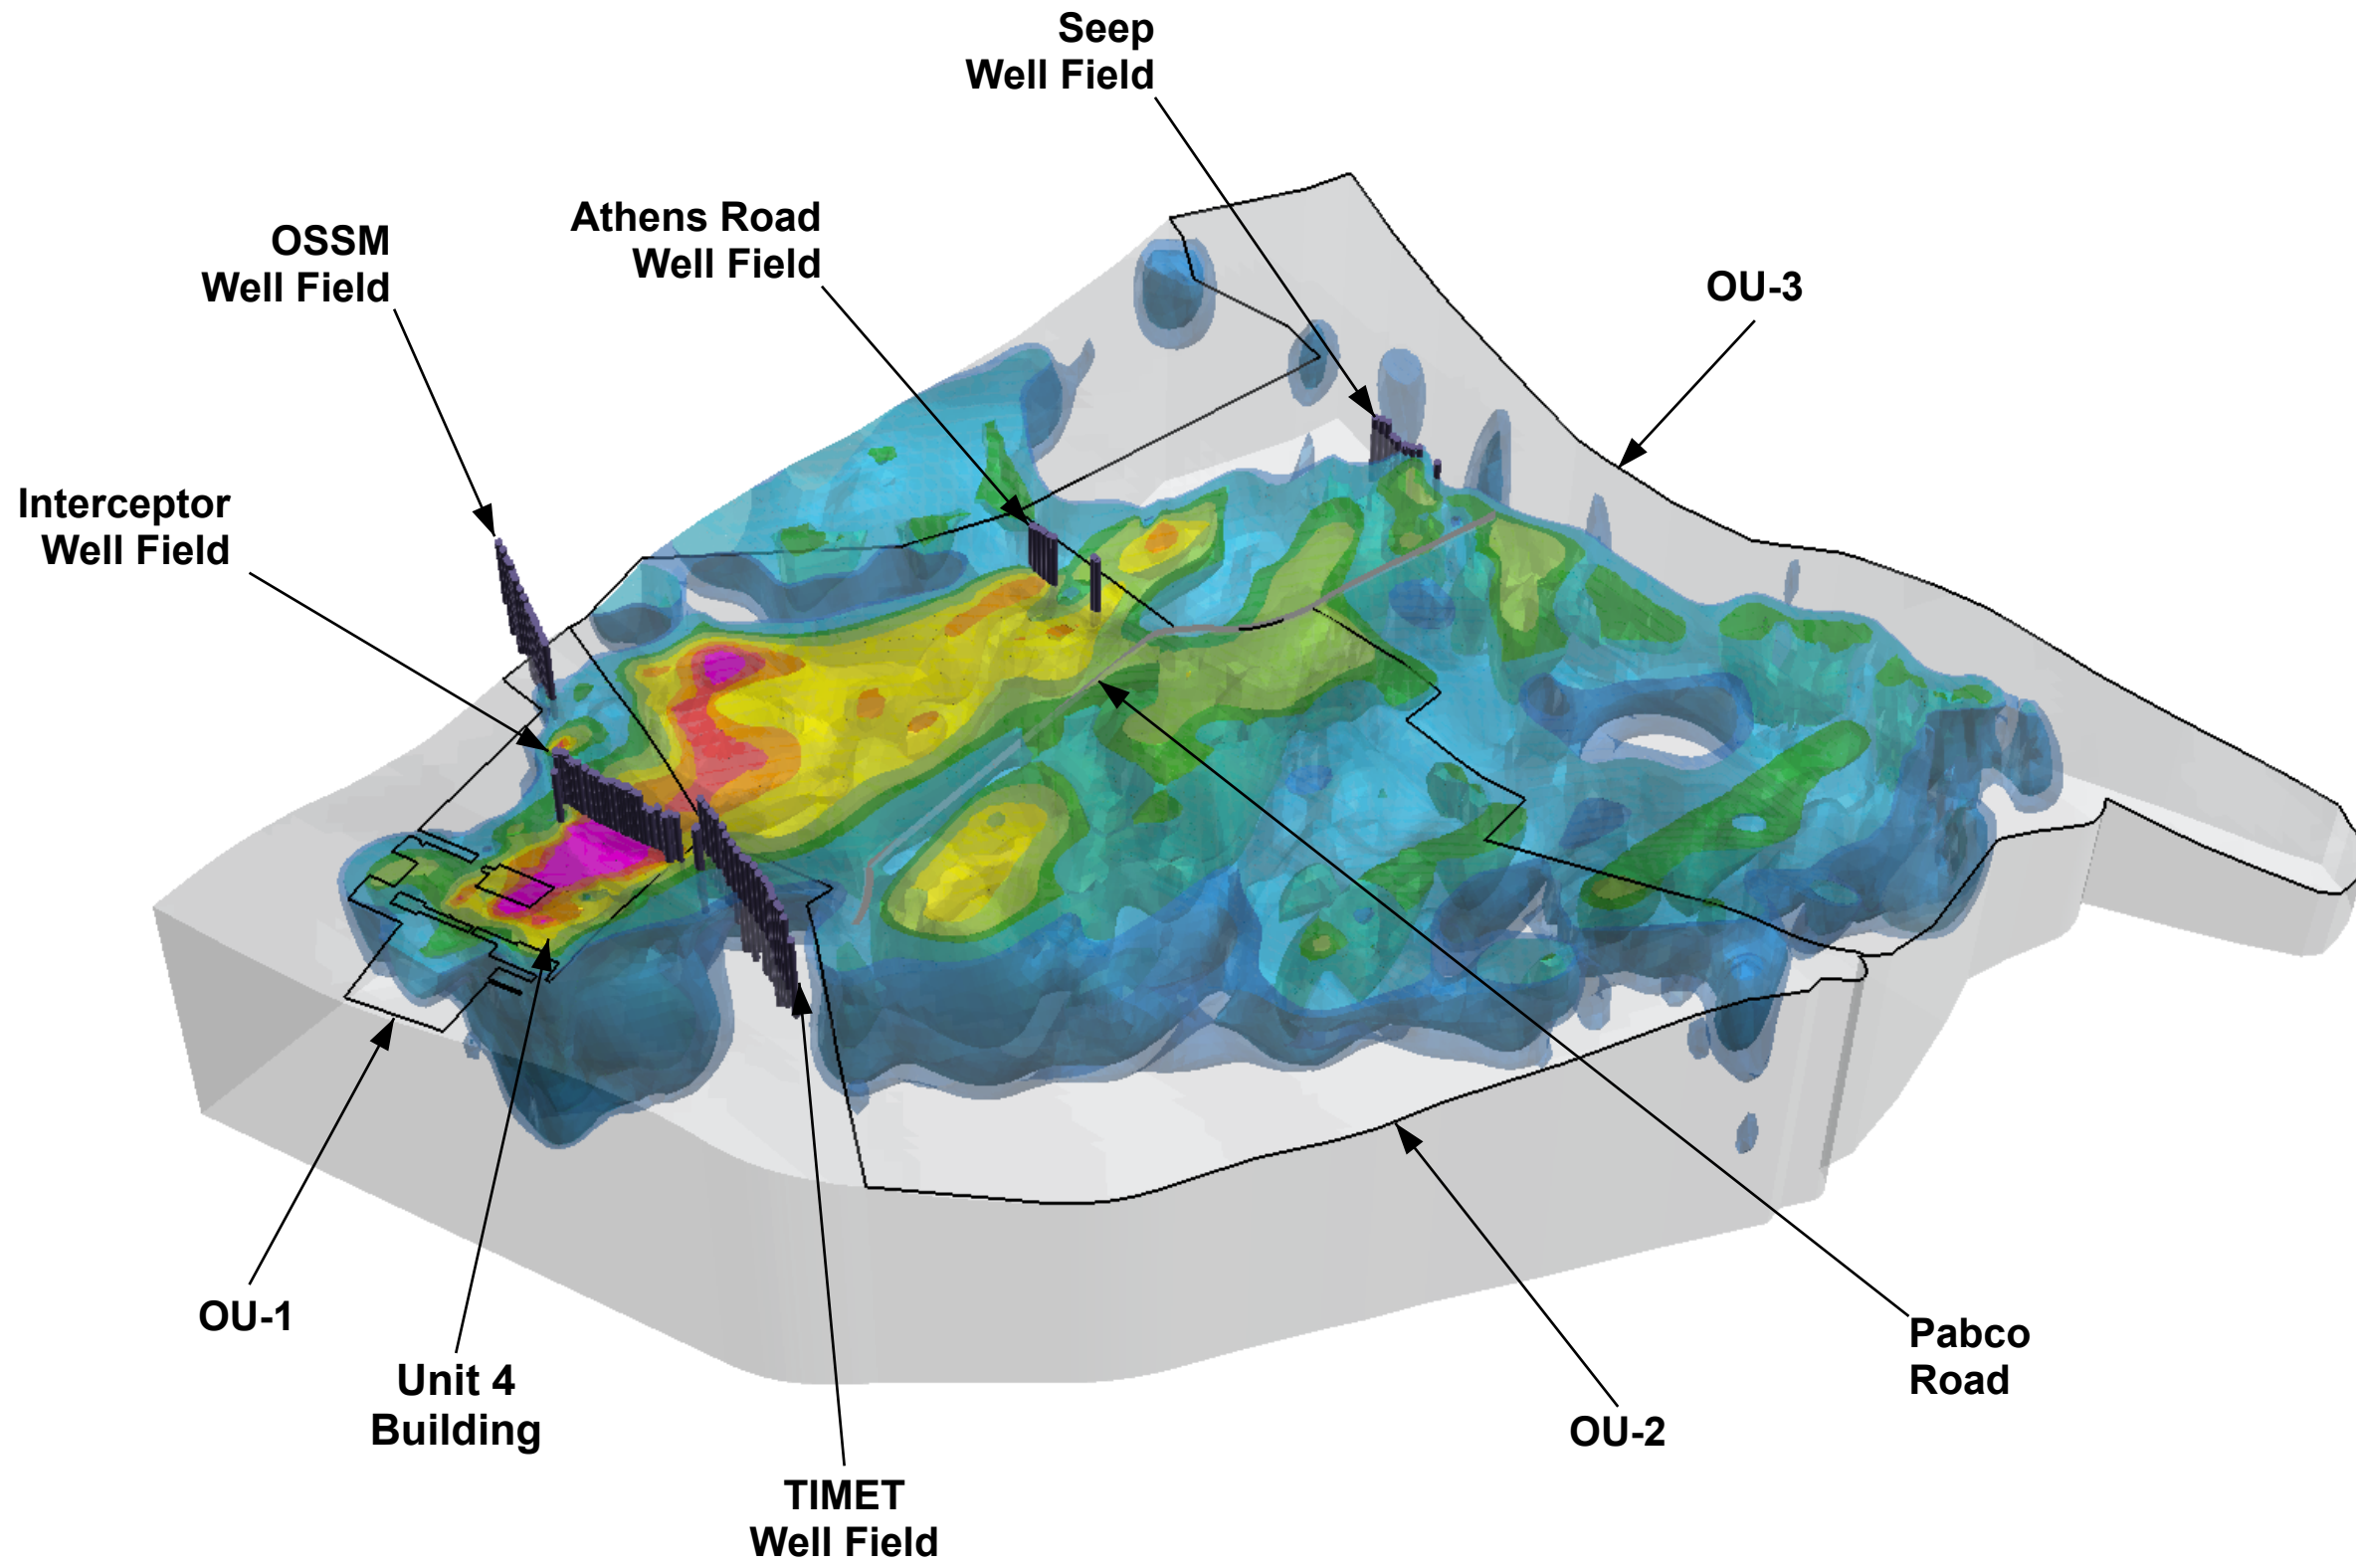 Seep
Well Field
Athens Road
Well Field
OSSM
Well Field
OU-3
Interceptor
Well Field
OU-1
Unit 4
Building
Pabco
Road
OU-2
TIMET
Well Field